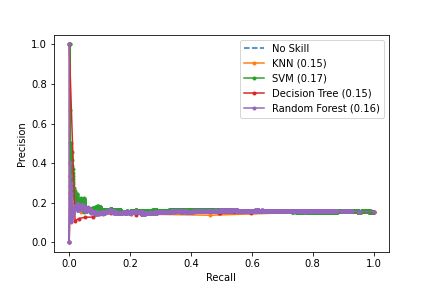 1.0
0.8
0.6
0.4
0.2
0.0
Precision
No Skill
KNN (0.15)
SVM (0.17)
Decision Tree (0.15)
Random Forest (0.16)
0.0 0.2 0.4 0.6 0.8 1.0
Recall